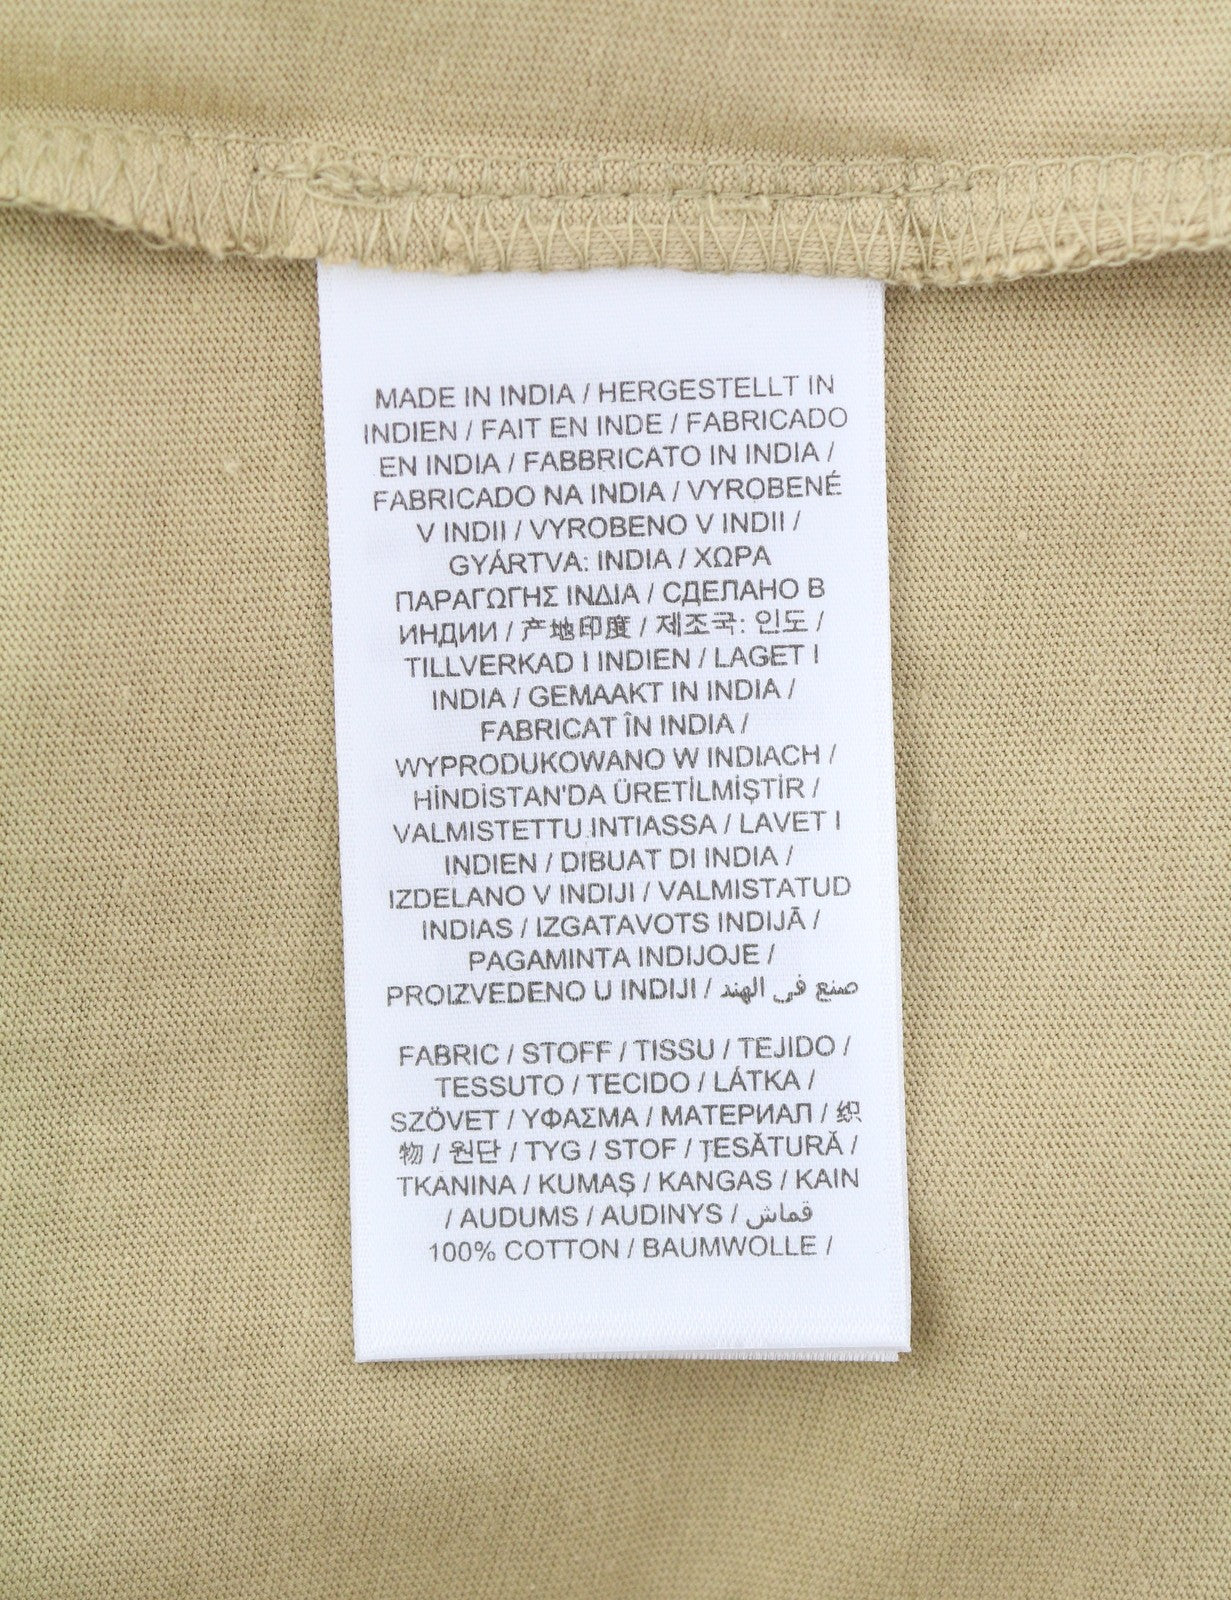 MADE IN INDIA / HERGESTELLT IN
INDIEN / FAIT EN INDE / FABRICADO
EN INDIA / FABBRICATO IN INDIA /
FABRICADO NA INDIA / VYROBENÉ
V INDII / VYROBENO V INDII /
GYÁRTVA: INDIA / ΧΩΡΑ
ΠΑΡΑΓΩΓΗΣ ΙΝΔΙΑ / СДЕЛАНО В
ИНДИИ / 产地印度 / 제조국: 인도 /
TILLVERKAD I INDIEN / LAGET I
INDIA / GEMAAKT IN INDIA /
FABRICAT ÎN INDIA /
WYPRODUKOWANO W INDIACH /
HİNDİSTAN'DA ÜRETİLMİŞTİR /
VALMISTETTU INTIASSA / LAVET I
INDIEN / DIBUAT DI INDIA /
IZDELANO V INDIJI / VALMISTATUD
INDIAS / IZGATAVOTS INDIJĀ /
PAGAMINTA INDIJOJE /
PROIZVEDENO U INDIJI / صنع في الهند
FABRIC / STOFF / TISSU / TEJIDO /
TESSUTO / TECIDO / LÁTKA /
SZÖVET / ΥΦΑΣΜΑ / МАТЕРИАЛ / 织
物 / 원단 / TYG / STOF / ŢESĂTURĂ /
TKANINA / KUMAŞ / KANGAS / KAIN
/ AUDUMS / AUDINYS / قماش
100% COTTON / BAUMWOLLE /